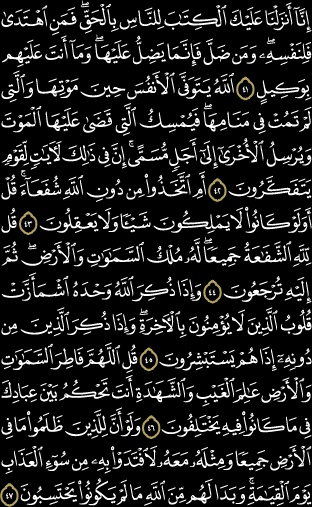 إِنَّآ أَنزَلْنَا عَلَيْكَ ٱلْكِتَٰبَ لِلنَّاسِ بِٱلْحَقِّ ۖ فَمَنِ ٱهْتَدَىٰ
فَلِنَفْسِهِۦ ۖ وَمَن ضَلَّ فَإِنَّمَا يَضِلُّ عَلَيْهَا ۖ وَمَآ أَنتَ عَلَيْهِم
بِوَكِيلٍ ٤١ ٱللَّهُ يَتَوَفَّى ٱلْأَنفُسَ حِينَ مَوْتِهَا وَٱلَّتِى
لَمْ تَمُتْ فِى مَنَامِهَا ۖ فَيُمْسِكُ ٱلَّتِى قَضَىٰ عَلَيْهَا ٱلْمَوْتَ
وَيُرْسِلُ ٱلْأُخْرَىٰٓ إِلَىٰٓ أَجَلٍ مُّسَمًّى ۚ إِنَّ فِى ذَٰلِكَ لَءَايَٰتٍ لِّقَوْمٍ
يَتَفَكَّرُونَ ٤٢ أَمِ ٱتَّخَذُوا۟ مِن دُونِ ٱللَّهِ شُفَعَآءَ ۚ قُلْ
أَوَلَوْ كَانُوا۟ لَا يَمْلِكُونَ شَيْـًٔا وَلَا يَعْقِلُونَ ٤٣ قُل
لِّلَّهِ ٱلشَّفَٰعَةُ جَمِيعًا ۖ لَّهُۥ مُلْكُ ٱلسَّمَٰوَٰتِ وَٱلْأَرْضِ ۖ ثُمَّ
إِلَيْهِ تُرْجَعُونَ ٤٤ وَإِذَا ذُكِرَ ٱللَّهُ وَحْدَهُ ٱشْمَأَزَّتْ
قُلُوبُ ٱلَّذِينَ لَا يُؤْمِنُونَ بِٱلْءَاخِرَةِ ۖ وَإِذَا ذُكِرَ ٱلَّذِينَ مِن
دُونِهِۦٓ إِذَا هُمْ يَسْتَبْشِرُونَ ٤٥ قُلِ ٱللَّهُمَّ فَاطِرَ ٱلسَّمَٰوَٰتِ
وَٱلْأَرْضِ عَٰلِمَ ٱلْغَيْبِ وَٱلشَّهَٰدَةِ أَنتَ تَحْكُمُ بَيْنَ عِبَادِكَ
فِى مَا كَانُوا۟ فِيهِ يَخْتَلِفُونَ ٤٦ وَلَوْ أَنَّ لِلَّذِينَ ظَلَمُوا۟ مَا فِى
ٱلْأَرْضِ جَمِيعًا وَمِثْلَهُۥ مَعَهُۥ لَٱفْتَدَوْا۟ بِهِۦ مِن سُوٓءِ ٱلْعَذَابِ
يَوْمَ ٱلْقِيَٰمَةِ ۚ وَبَدَا لَهُم مِّنَ ٱللَّهِ مَا لَمْ يَكُونُوا۟ يَحْتَسِبُونَ ٤٧